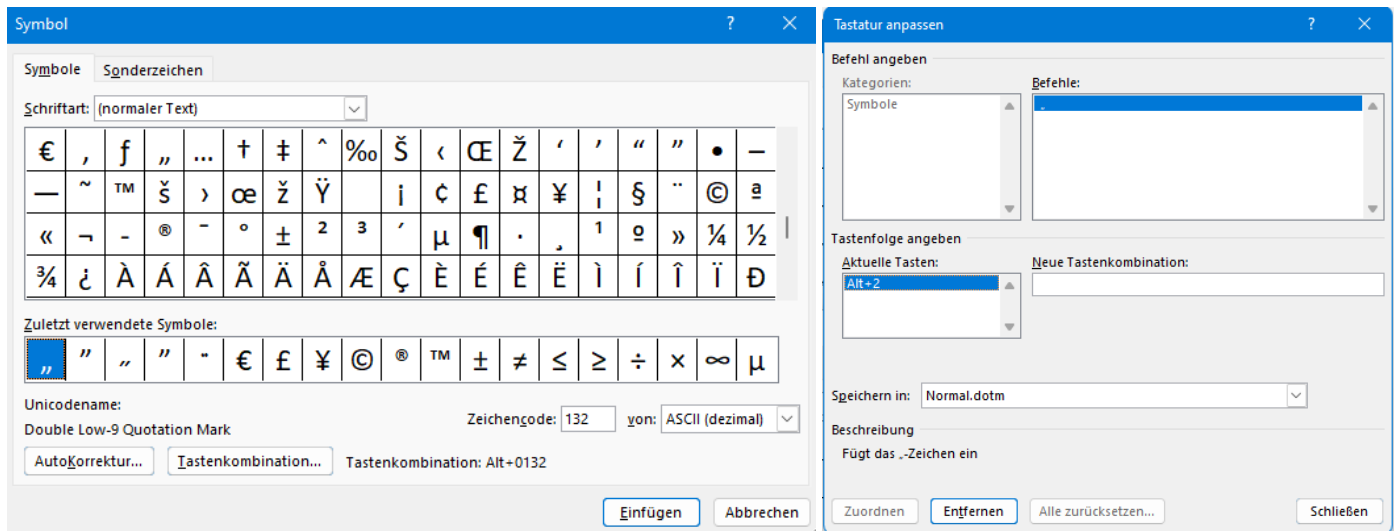 Symbol ? ×
Symbole Sonderzeichen
Schriftart: (normaler Text)
€ ‚ ƒ „ … † ‡ ˆ ‰ Š ‹ Œ Ž ‘ ’ “ ” • –
— ˜ ™ š › œ ž Ÿ ¡ ¢ £ ¤ ¥ ¦ § ¨ © ª
« ¬ - ® ¯ ° ± ² ³ ´ µ ¶ · ¸ ¹ º » ¼ ½
¾ ¿ À Á Â Ã Ä Å Æ Ç È É Ê Ë Ì Í Î Ï Ð
Zuletzt verwendete Symbole:
„ ” „ ” ¨ € £ ¥ © ® ™ ± ≠ ≤ ≥ ÷ × ∞ µ
Unicodename:
Double Low-9 Quotation Mark
Zeichencode: 132 von: ASCII (dezimal)
AutoKorrektur... Tastenkombination... Tastenkombination: Alt+0132
Einfügen Abbrechen
Tastatur anpassen ? ×
Befehl angeben
Kategorien: Befehle:
Symbole „
Tastenfolge angeben
Aktuelle Tasten: Neue Tastenkombination:
Alt+2
Speichern in: Normal.dotm
Beschreibung
Fügt das „-Zeichen ein
Zuordnen Entfernen Alle zurücksetzen... Schließen